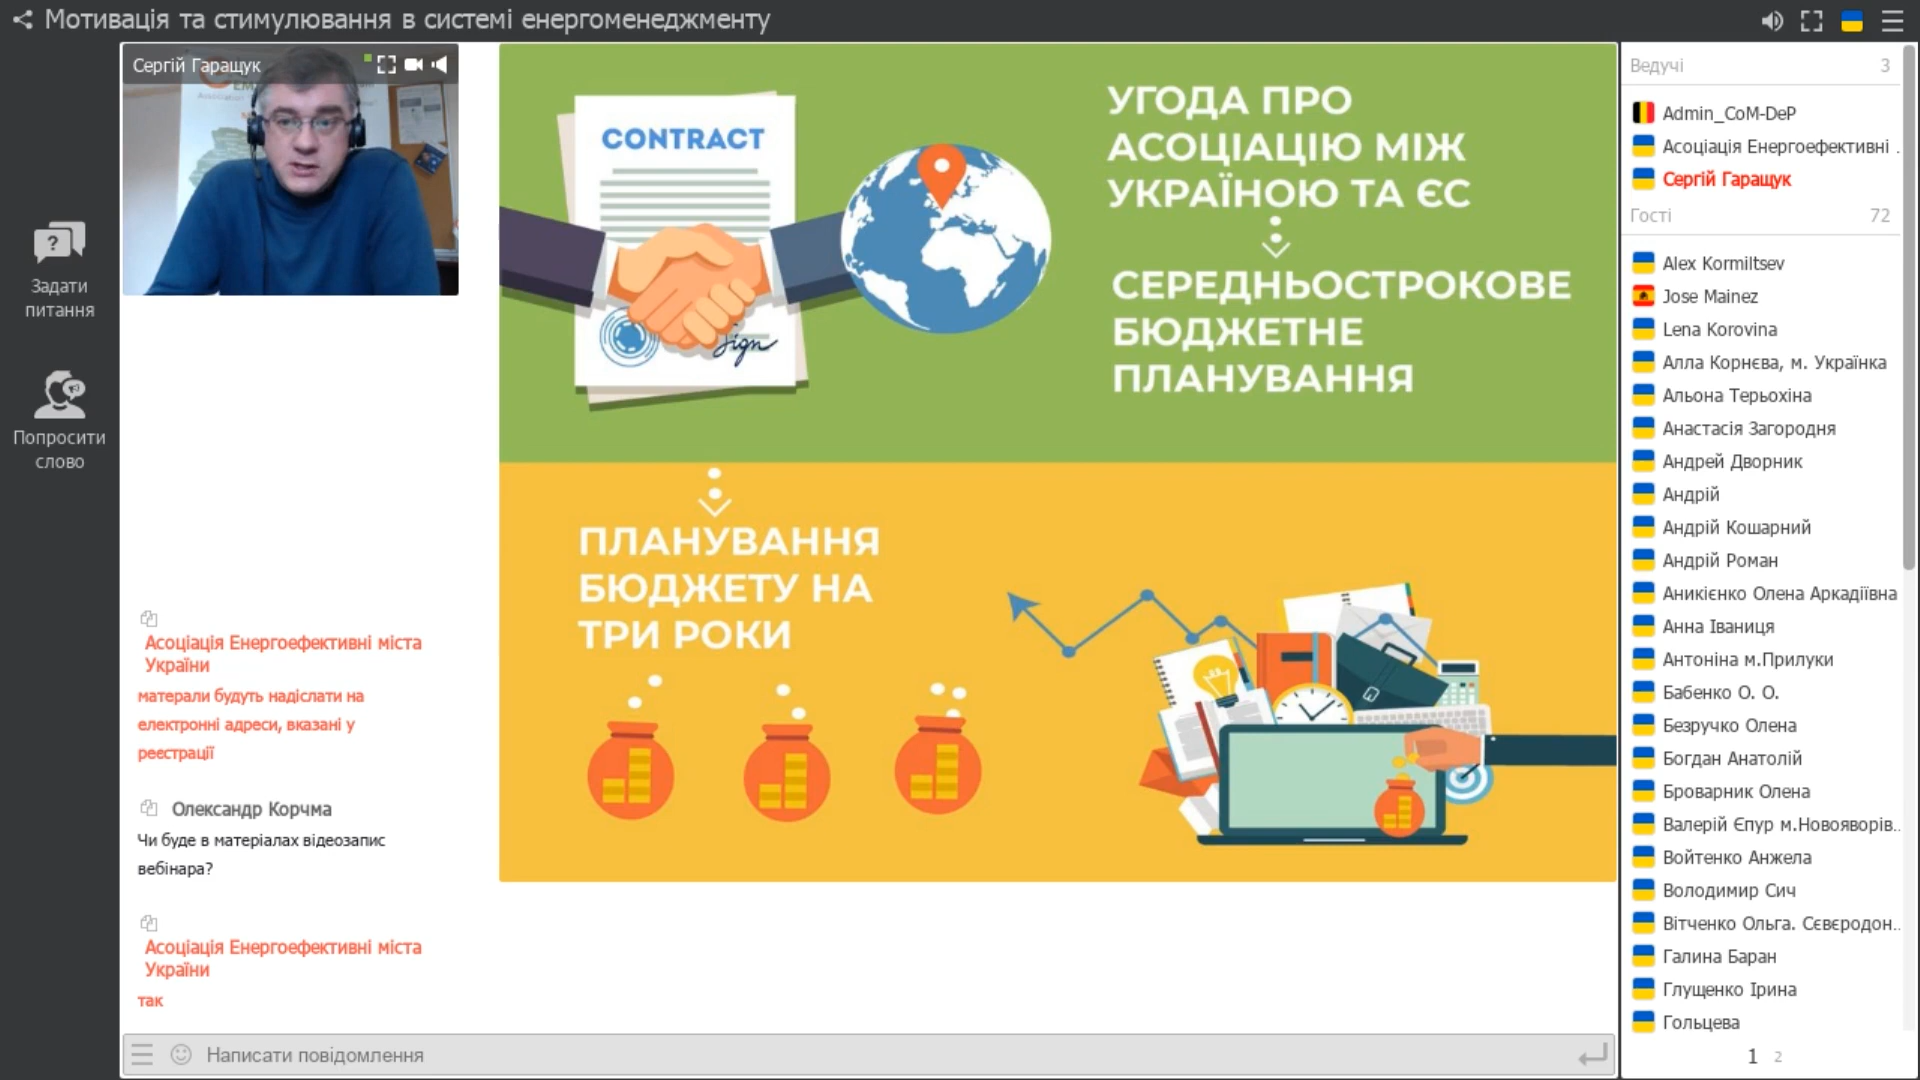 Мотивація та стимулювання в системі енергоменеджменту
Задати
питання
Попросити
слово
Сергій Гаращук
Асоціація Енергоефективні міста
України
матерали будуть надіслати на
електронні адреси, вказані у
реєстрації
Олександр Корчма
Чи буде в матеріалах відеозапис
вебінара?
Асоціація Енергоефективні міста
України
так
Написати повідомлення
CONTRACT
Sign
УГОДА ПРО
АСОЦІАЦІЮ МІЖ
УКРАЇНОЮ ТА ЄС
СЕРЕДНЬОСТРОКОВЕ
БЮДЖЕТНЕ
ПЛАНУВАННЯ
ПЛАНУВАННЯ
БЮДЖЕТУ НА
ТРИ РОКИ
Ведучі 3
Admin_CoM-DeP
Асоціація Енергоефективні .
Сергій Гаращук
Гості 72
Alex Kormiltsev
Jose Mainez
Lena Korovina
Алла Корнєва, м. Українка
Альона Терьохіна
Анастасія Загородня
Андрей Дворник
Андрій
Андрій Кошарний
Андрій Роман
Аникієнко Олена Аркадіївна
Анна Іваниця
Антоніна м.Прилуки
Бабенко О. О.
Безручко Олена
Богдан Анатолій
Броварник Олена
Валерій Єпур м.Новояворів..
Войтенко Анжела
Володимир Сич
Вітченко Ольга. Сєвєродон..
Галина Баран
Глущенко Ірина
Гольцева
1 2